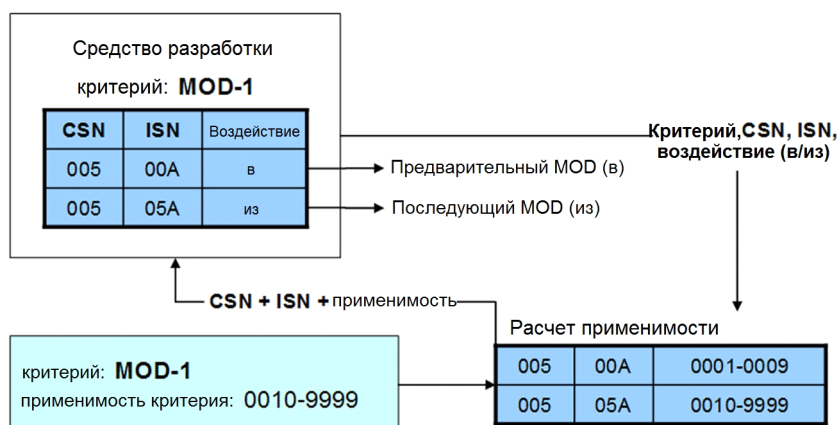 Средство разработки
критерий: MOD-1
CSN ISN Воздействие
005 00A в
005 05A из
Предварительный MOD (в)
Последующий MOD (из)
Критерий,CSN, ISN,
воздействие (в/из)
CSN + ISN + применимость
Расчет применимости
005 00A 0001-0009
005 05A 0010-9999
критерий: MOD-1
применимость критерия: 0010-9999